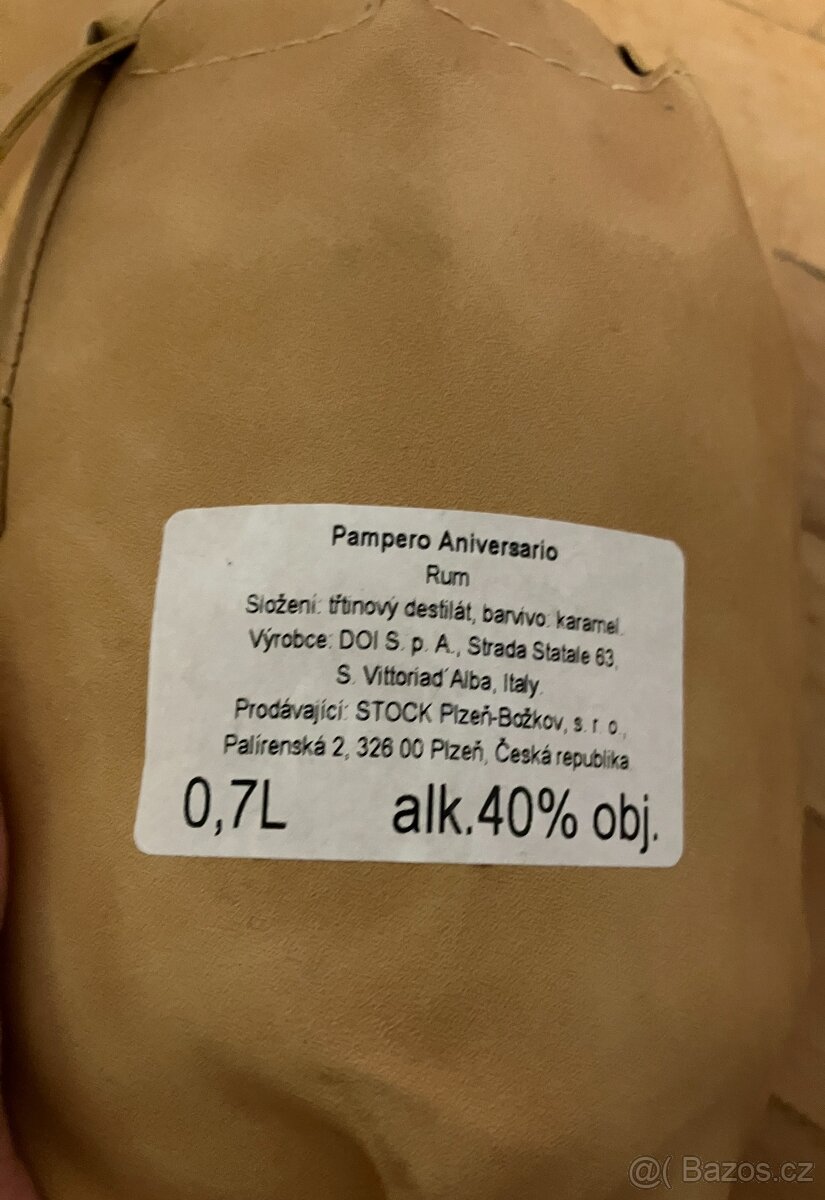 Pampero Aniversario
Rum
Složení: třtinový destilát, barvivo: karamel.
Výrobce: DOI S. p. A., Strada Statale 63,
S. Vittoriad´Alba, Italy.
Prodávající: STOCK Plzeň-Božkov, s. r. o.,
Palírenská 2, 326 00 Plzeň, Česká republika
0,7L alk.40% obj.
@( Bazos.cz